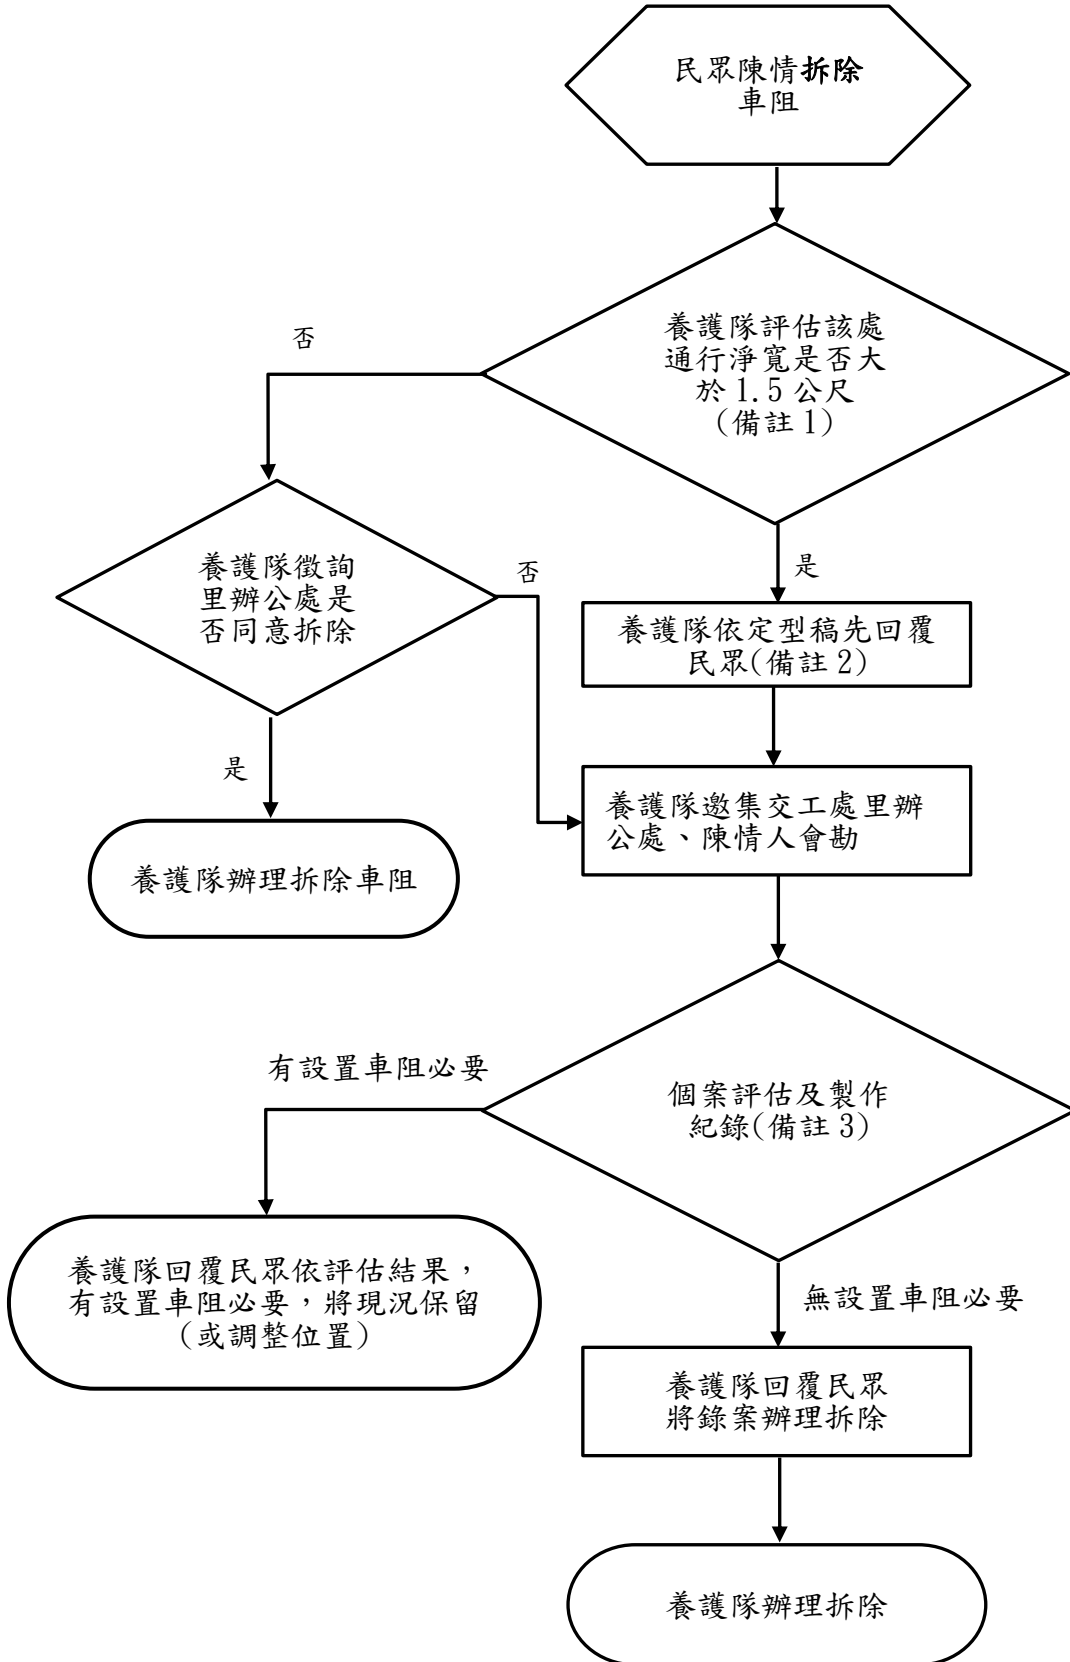 民眾陳情拆除
車阻
養護隊評估該處
通行淨寬是否大
於 1.5 公尺
(備註 1)
否
是
養護隊徵詢
里辦公處是
否同意拆除
否
是
養護隊辦理拆除車阻
養護隊依定型稿先回覆
民眾(備註 2)
養護隊邀集交工處里辦
公處、陳情人會勘
個案評估及製作
紀錄(備註 3)
有設置車阻必要
養護隊回覆民眾依評估結果，
有設置車阻必要，將現況保留
(或調整位置)
無設置車阻必要
養護隊回覆民眾
將錄案辦理拆除
養護隊辦理拆除